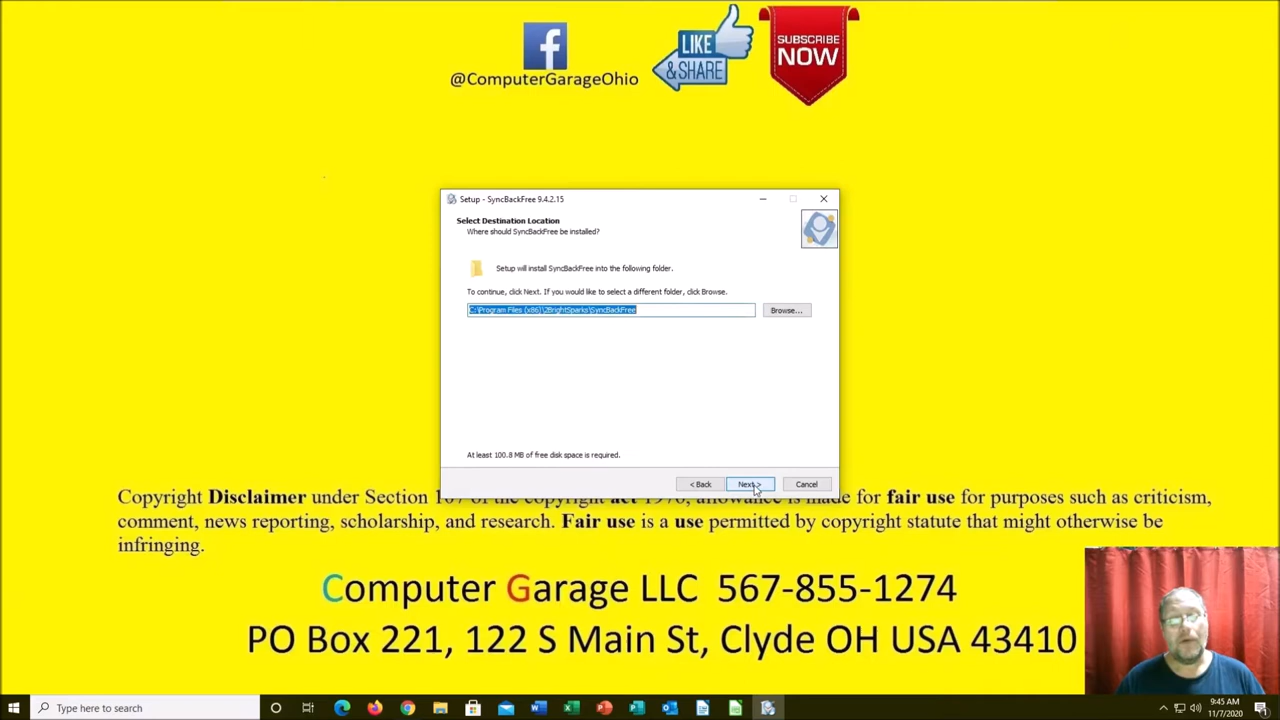 f
@ComputerGarageOhio
LIKE
& SHARE
SUBSCRIBE
NOW
Setup - SyncBackFree 9.4.2.15
Select Destination Location
Where should SyncBackFree be installed?
Setup will install SyncBackFree into the following folder.
To continue, click Next. If you would like to select a different folder, click Browse.
C:\Program Files (x86)\2BrightSparks\SyncBackFree
Browse...
At least 100.8 MB of free disk space is required.
< Back
Next >
Cancel
Copyright Disclaimer under Section 107 of the copyright act 1976, allowance is made for fair use for purposes such as criticism,
comment, news reporting, scholarship, and research. Fair use is a use permitted by copyright statute that might otherwise be
infringing.
Computer Garage LLC 567-855-1274
PO Box 221, 122 S Main St, Clyde OH USA 43410
Type here to search
9:45 AM
11/7/2020